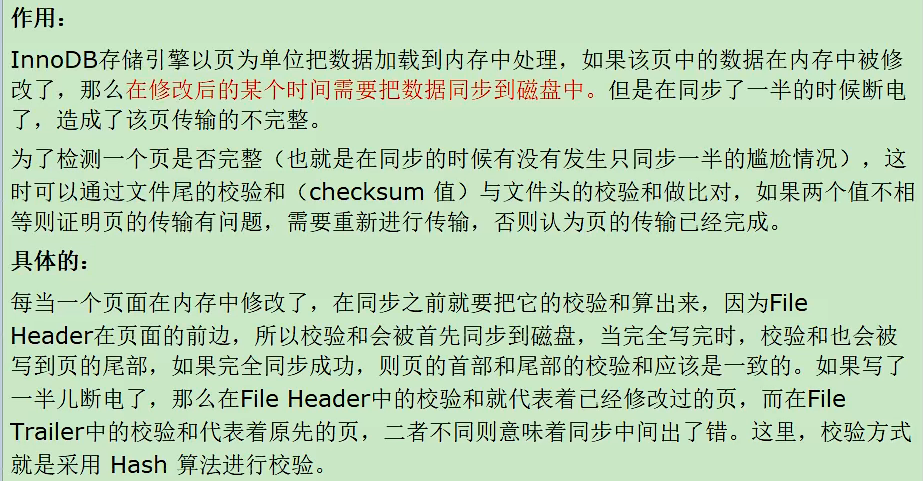 作用：
InnoDB存储引擎以页为单位把数据加载到内存中处理，如果该页中的数据在内存中被修
改了，那么在修改后的某个时间需要把数据同步到磁盘中。但是在同步了一半的时候断电
了，造成了该页传输的不完整。
为了检测一个页是否完整（也就是在同步的时候有没有发生只同步一半的尴尬情况），这
时可以通过文件尾的校验和（checksum 值）与文件头的校验和做比对，如果两个值不相
等则证明页的传输有问题，需要重新进行传输，否则认为页的传输已经完成。
具体的：
每当一个页面在内存中修改了，在同步之前就要把它的校验和算出来，因为File
Header在页面的前边，所以校验和会被首先同步到磁盘，当完全写完时，校验和也会被
写到页的尾部，如果完全同步成功，则页的首部和尾部的校验和应该是一致的。如果写了
一半儿断电了，那么在File Header中的校验和就代表着已经修改过的页，而在File
Trailer中的校验和代表着原先的页，二者不同则意味着同步中间出了错。这里，校验方式
就是采用 Hash 算法进行校验。